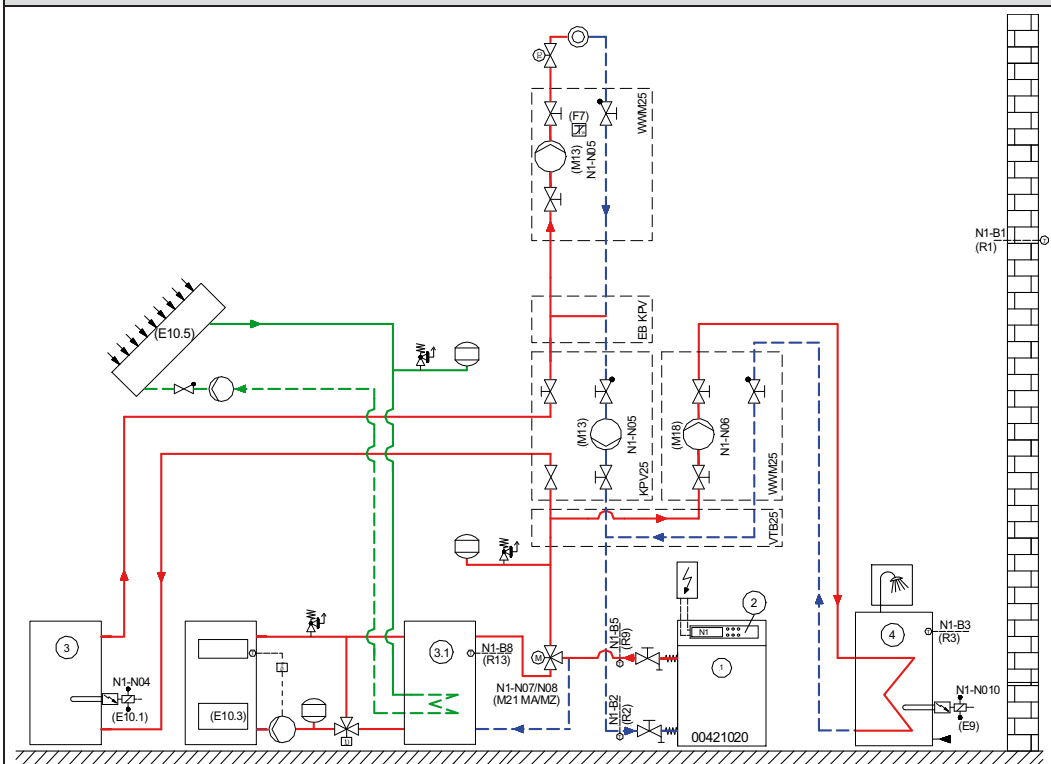 WWM25
(F7)
(M13)
N1-N05
N1-B1
(R1)
T
(E10.5)
EB KPV
(M13)
N1-N05
KPV25
(M18)
N1-N06
WWM25
VTB25
3
N1-N04
(E10.1)
(E10.3)
3.1
N1-B8
(R13)
M
N1-N07/N08
(M21 MA/MZ)
N1-B5
(R9)
N1-B2
(R2)
N1
2
1
00421020
4
N1-B3
(R3)
N1-N010
(E9)